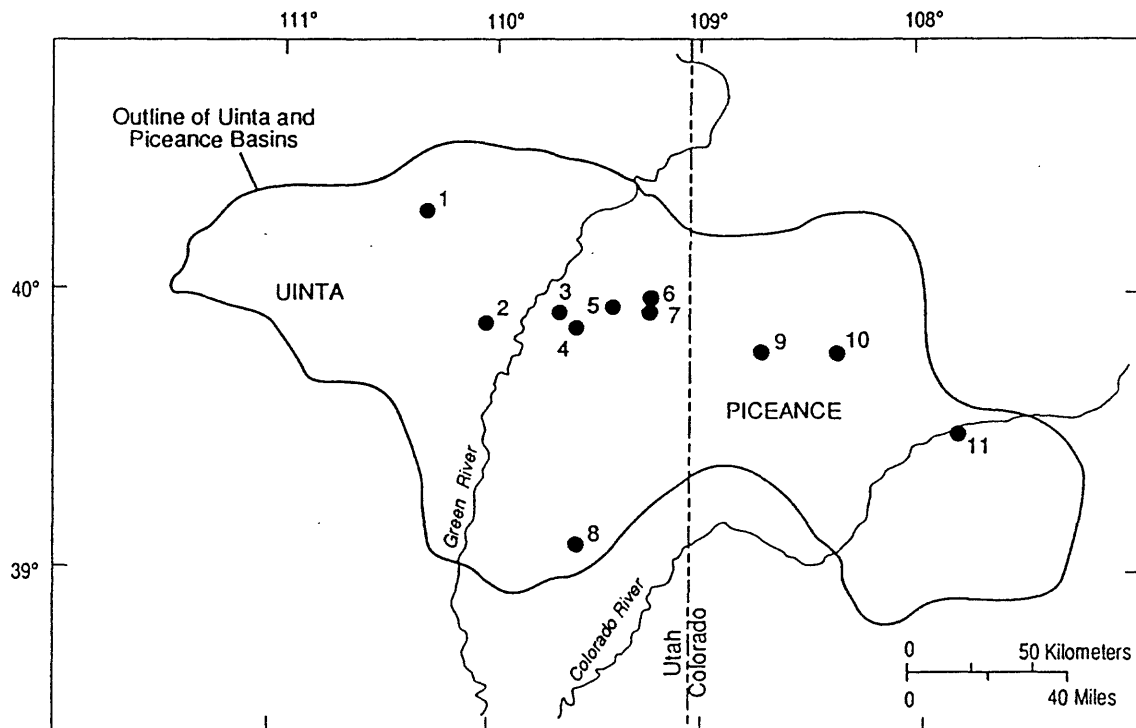 111° 110° 109° 108°
Outline of Uinta and
Piceance Basins
1
40°
UINTA
2
3
4
5
6
7
9
10
PICEANCE
11
Green River
8
39°
Colorado River
Utah
Colorado
0 50 Kilometers
0 40 Miles